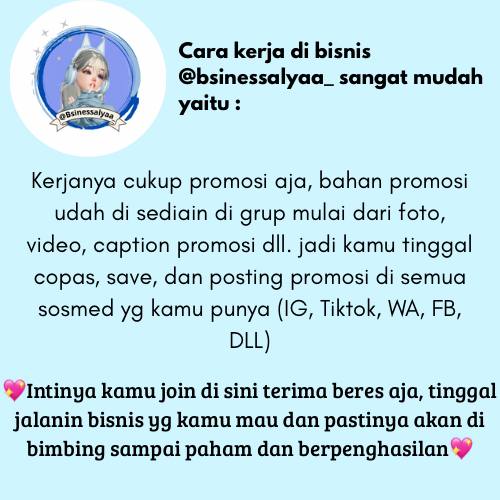 Cara kerja di bisnis
@bsinessalyaa_ sangat mudah
yaitu :
@Bsinessalyaa_
Kerjanya cukup promosi aja, bahan promosi
udah di sediain di grup mulai dari foto,
video, caption promosi dll. jadi kamu tinggal
copas, save, dan posting promosi di semua
sosmed yg kamu punya (IG, Tiktok, WA, FB,
DLL)
💖Intinya kamu join di sini terima beres aja, tinggal
jalanin bisnis yg kamu mau dan pastinya akan di
bimbing sampai paham dan berpenghasilan💖